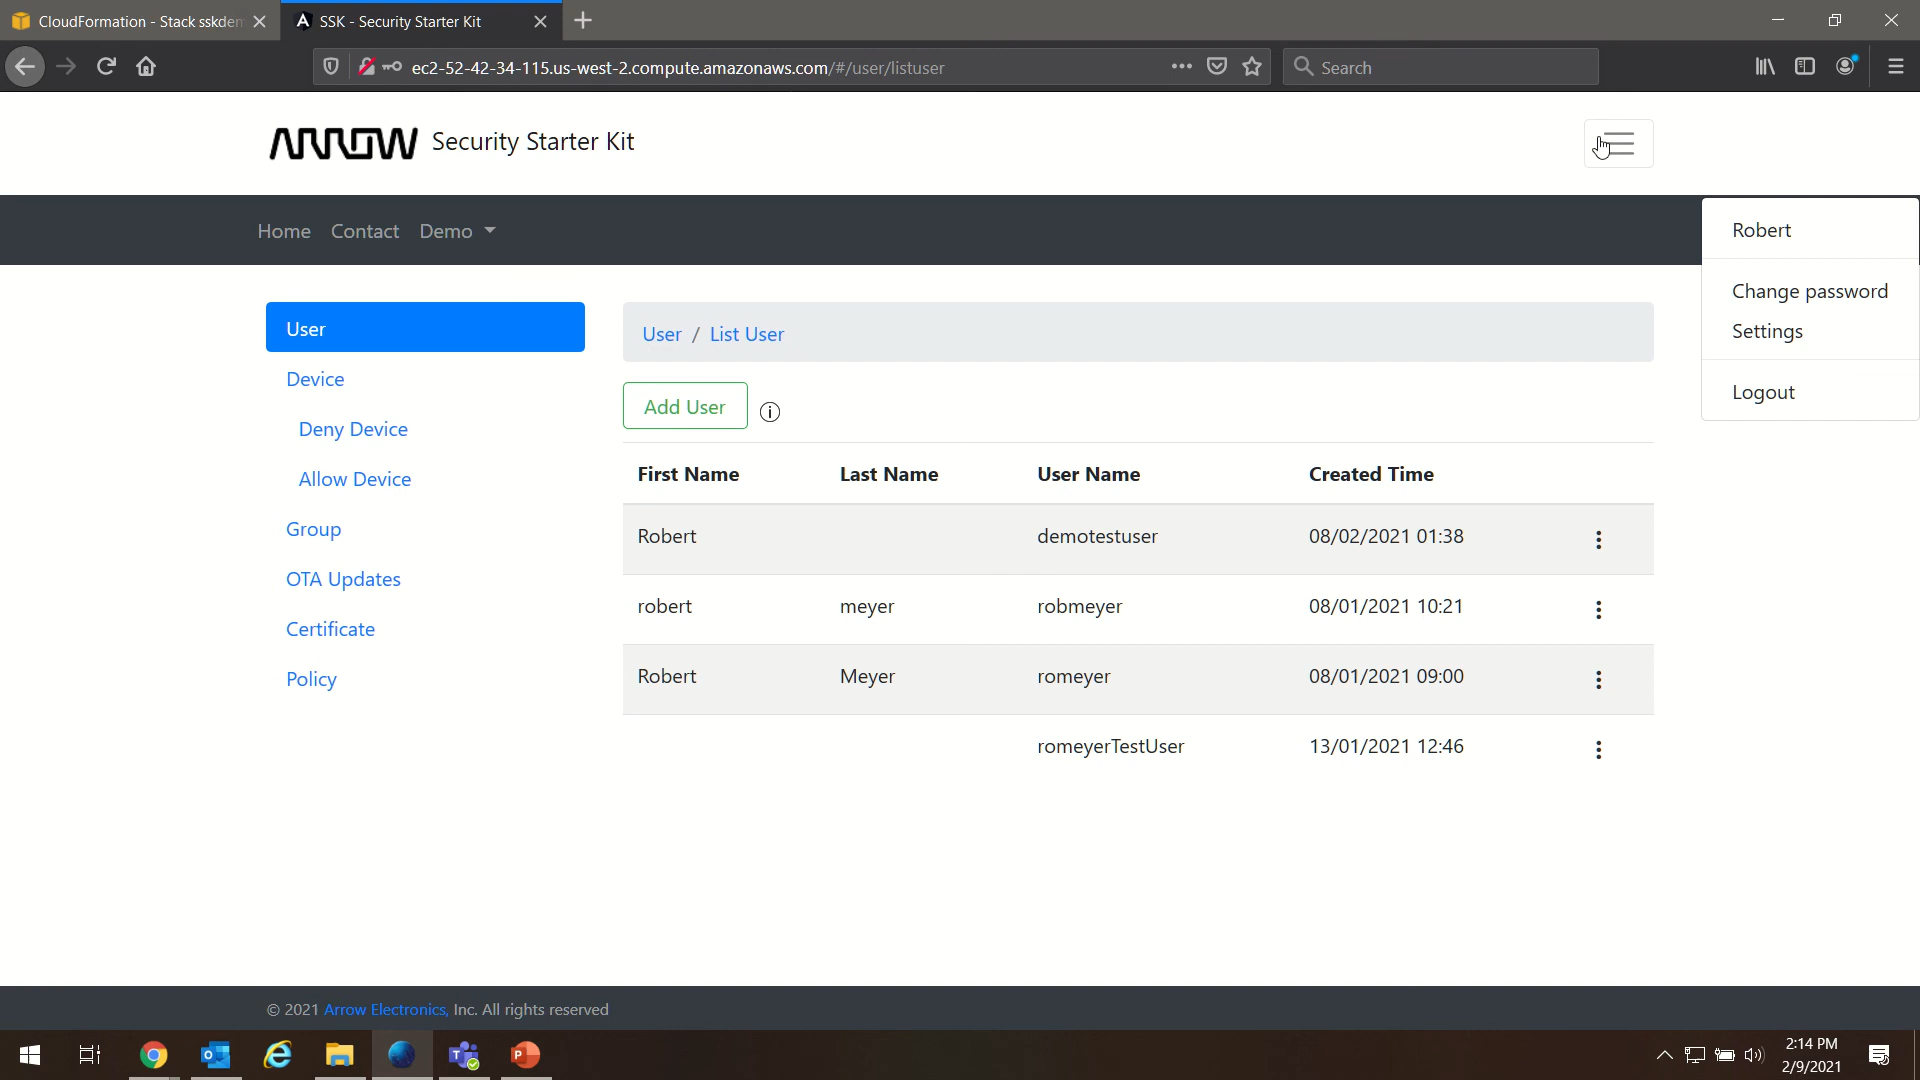 CloudFormation - Stack sskdem
SSK - Security Starter Kit
ec2-52-42-34-115.us-west-2.compute.amazonaws.com/#/user/listuser
Search
ARROW Security Starter Kit
Home Contact Demo
Robert
Change password
Settings
Logout
User
Device
Deny Device
Allow Device
Group
OTA Updates
Certificate
Policy
User / List User
Add User
First Name Last Name User Name Created Time
Robert demotestuser 08/02/2021 01:38
robert meyer robmeyer 08/01/2021 10:21
Robert Meyer romeyer 08/01/2021 09:00
romeyerTestUser 13/01/2021 12:46
© 2021 Arrow Electronics, Inc. All rights reserved
2:14 PM
2/9/2021